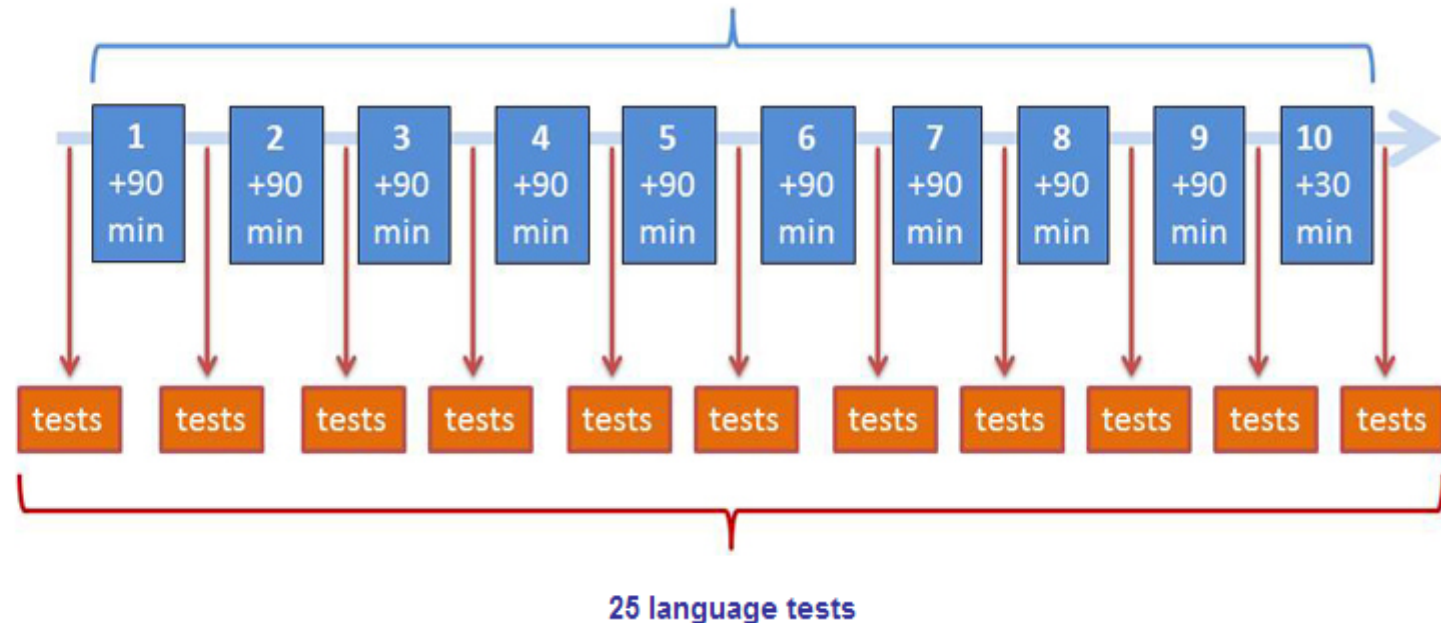 1 2 3 4 5 6 7 8 9 10
+90 +90 +90 +90 +90 +90 +90 +90 +90 +30
min min min min min min min min min min
tests tests tests tests tests tests tests tests tests tests tests
25 language tests